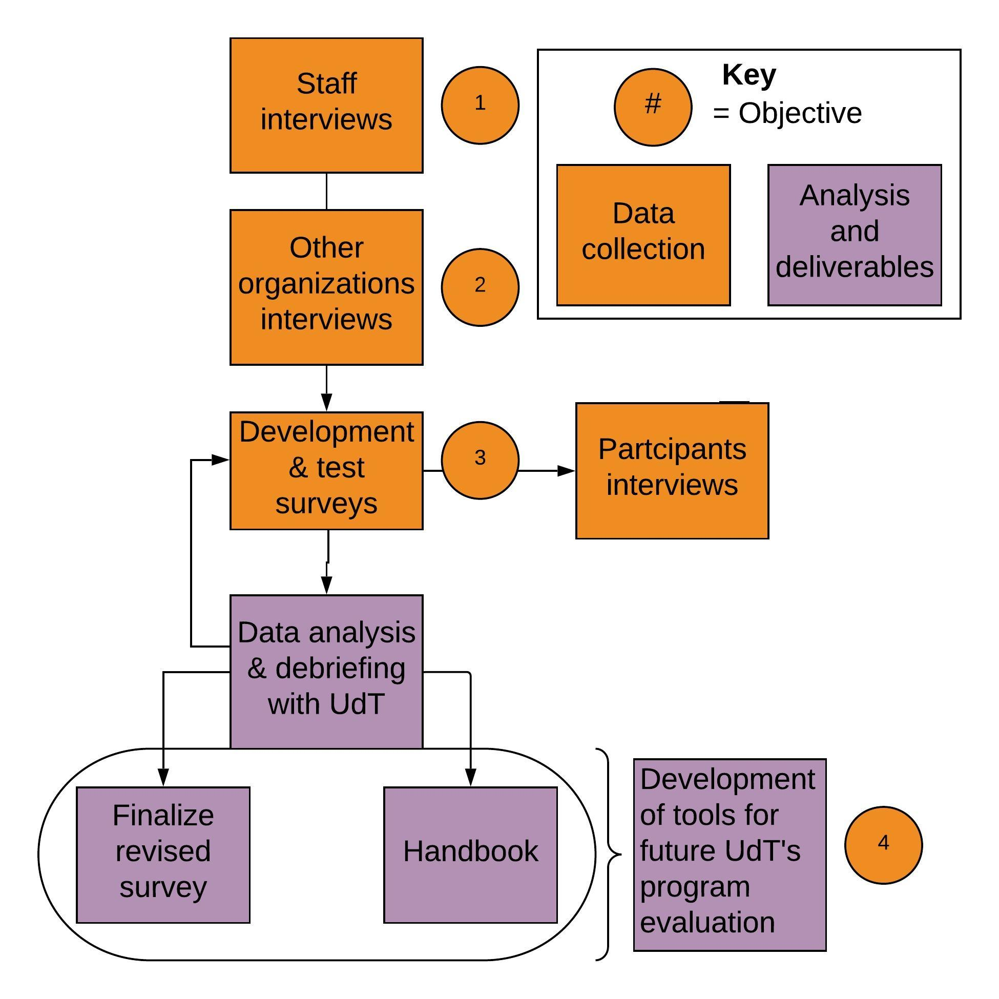 Staff
interviews
1
Key
#
= Objective
Data
collection
Analysis
and
deliverables
Other
organizations
interviews
2
Development
& test
surveys
3
Partcipants
interviews
Data analysis
& debriefing
with UdT
Finalize
revised
survey
Handbook
Development
of tools for
future UdT's
program
evaluation
4